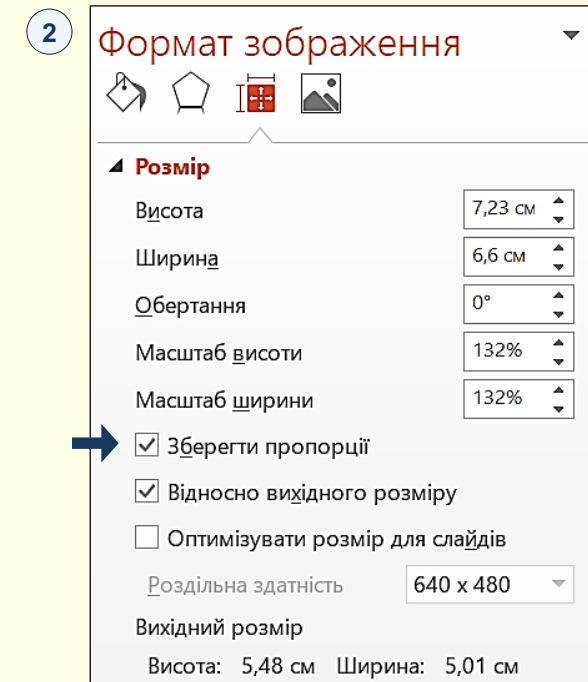 2
Формат зображення
Розмір
Висота 7,23 см
Ширина 6,6 см
Обертання 0°
Масштаб висоти 132%
Масштаб ширини 132%
Зберегти пропорції
Відносно вихідного розміру
Оптимізувати розмір для слайдів
Роздільна здатність 640 x 480
Вихідний розмір
Висота: 5,48 см Ширина: 5,01 см